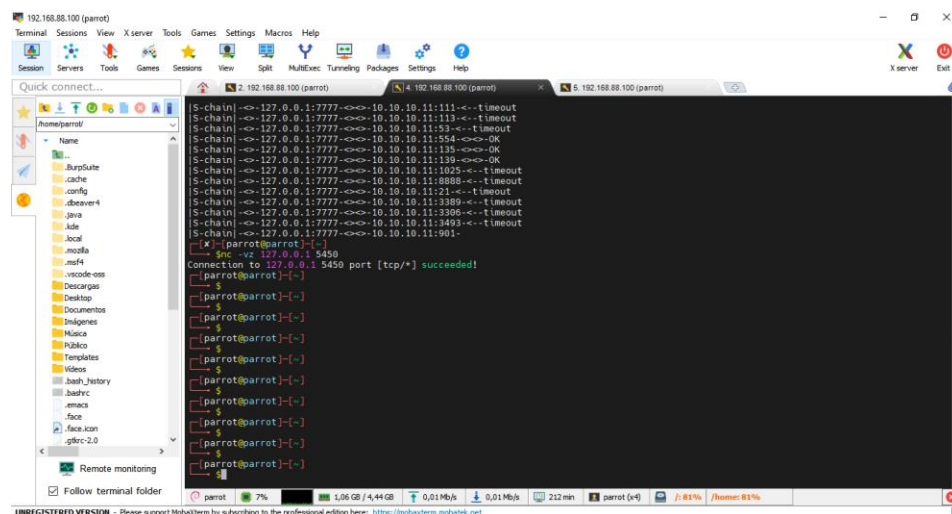 192.168.88.100 (parrot)
Terminal Sessions View X server Tools Games Settings Macros Help
Session Servers Tools Games Sessions View Split MultiExec Tunneling Packages Settings Help X server Exit
Quick connect...
2. 192.168.88.100 (parrot) 4. 192.168.88.100 (parrot) 5. 192.168.88.100 (parrot)
/home/parrot/
Name
..
.BurpSuite
.cache
.config
.dbeaver4
.java
.kde
.local
.mozilla
.msf4
.vscode-oss
Descargas
Desktop
Documentos
Imágenes
Música
Público
Templates
Vídeos
.bash_history
.bashrc
.emacs
.face
.face.icon
.gtkrc-2.0
Remote monitoring
Follow terminal folder
|S-chain|-<>-127.0.0.1:7777-<><>-10.10.10.11:111-<--timeout
|S-chain|-<>-127.0.0.1:7777-<><>-10.10.10.11:113-<--timeout
|S-chain|-<>-127.0.0.1:7777-<><>-10.10.10.11:53-<--timeout
|S-chain|-<>-127.0.0.1:7777-<><>-10.10.10.11:554-<><>-OK
|S-chain|-<>-127.0.0.1:7777-<><>-10.10.10.11:135-<><>-OK
|S-chain|-<>-127.0.0.1:7777-<><>-10.10.10.11:139-<><>-OK
|S-chain|-<>-127.0.0.1:7777-<><>-10.10.10.11:1025-<--timeout
|S-chain|-<>-127.0.0.1:7777-<><>-10.10.10.11:8888-<--timeout
|S-chain|-<>-127.0.0.1:7777-<><>-10.10.10.11:21-<--timeout
|S-chain|-<>-127.0.0.1:7777-<><>-10.10.10.11:3389-<--timeout
|S-chain|-<>-127.0.0.1:7777-<><>-10.10.10.11:3306-<--timeout
|S-chain|-<>-127.0.0.1:7777-<><>-10.10.10.11:3493-<--timeout
|S-chain|-<>-127.0.0.1:7777-<><>-10.10.10.11:901-
┌─[✘]─[parrot@parrot]─[~]
└──╼ $nc -vz 127.0.0.1 5450
Connection to 127.0.0.1 5450 port [tcp/*] succeeded!
┌─[parrot@parrot]─[~]
└──╼ $
┌─[parrot@parrot]─[~]
└──╼ $
┌─[parrot@parrot]─[~]
└──╼ $
┌─[parrot@parrot]─[~]
└──╼ $
┌─[parrot@parrot]─[~]
└──╼ $
┌─[parrot@parrot]─[~]
└──╼ $
┌─[parrot@parrot]─[~]
└──╼ $
┌─[parrot@parrot]─[~]
└──╼ $
┌─[parrot@parrot]─[~]
└──╼ $
┌─[parrot@parrot]─[~]
└──╼ $
parrot 7% 1,06 GB / 4,44 GB 0,01 Mb/s 0,01 Mb/s 212 min parrot (x4) /: 81% /home: 81%
UNREGISTERED VERSION - Please support MobaXterm by subscribing to the professional edition here: https://mobaxterm.mobatek.net